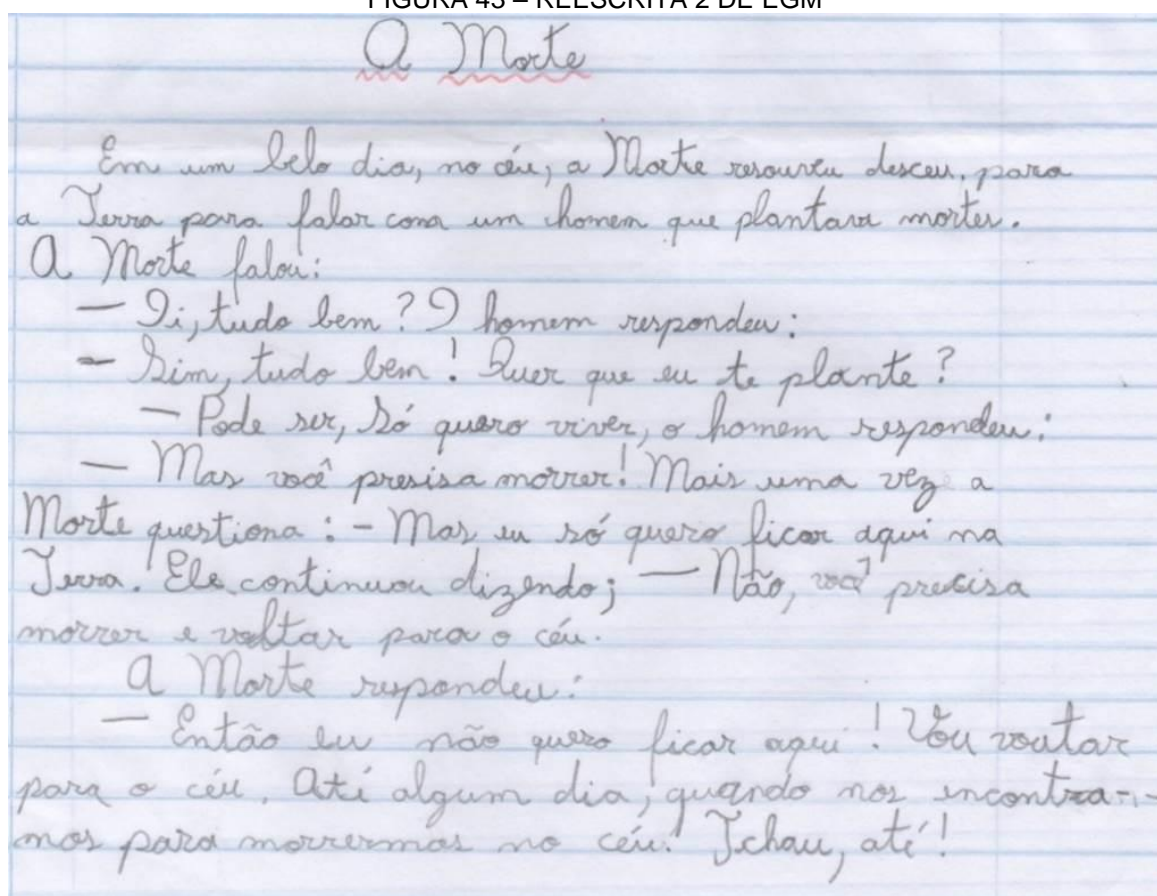 FIGURA 43 – REESCRITA 2 DE EGM
A Morte
Em um belo dia, no céu, a Morte resouveu desceu, para
a Terra para falar com um homem que plantava mortes.
A Morte falou:
— Oi, tudo bem? O homem respondeu:
— Sim, tudo bem! Quer que eu te plante?
— Pode ser, Só quero viver, o homem respondeu:
— Mas você presisa morrer! Mais uma vez a
Morte questiona: - Mas eu só quero ficar aqui na
Terra. Ele continuou dizendo; — Não, você precisa
morrer e voltar para o céu.
A Morte respondeu:
— Então eu não quero ficar aqui! Vou voutar
para o céu. Até algum dia, quando nos encontra-
mos para morrermos no céu! Tchau, até!